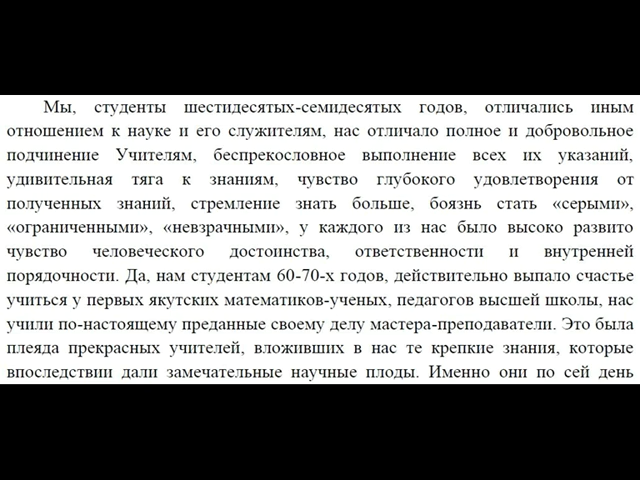 Мы, студенты шестидесятых-семидесятых годов, отличались иным
отношением к науке и его служителям, нас отличало полное и добровольное
подчинение Учителям, беспрекословное выполнение всех их указаний,
удивительная тяга к знаниям, чувство глубокого удовлетворения от
полученных знаний, стремление знать больше, боязнь стать «серыми»,
«ограниченными», «невзрачными», у каждого из нас было высоко развито
чувство человеческого достоинства, ответственности и внутренней
порядочности. Да, нам студентам 60-70-х годов, действительно выпало счастье
учиться у первых якутских математиков-ученых, педагогов высшей школы, нас
учили по-настоящему преданные своему делу мастера-преподаватели. Это была
плеяда прекрасных учителей, вложивших в нас те крепкие знания, которые
впоследствии дали замечательные научные плоды. Именно они по сей день